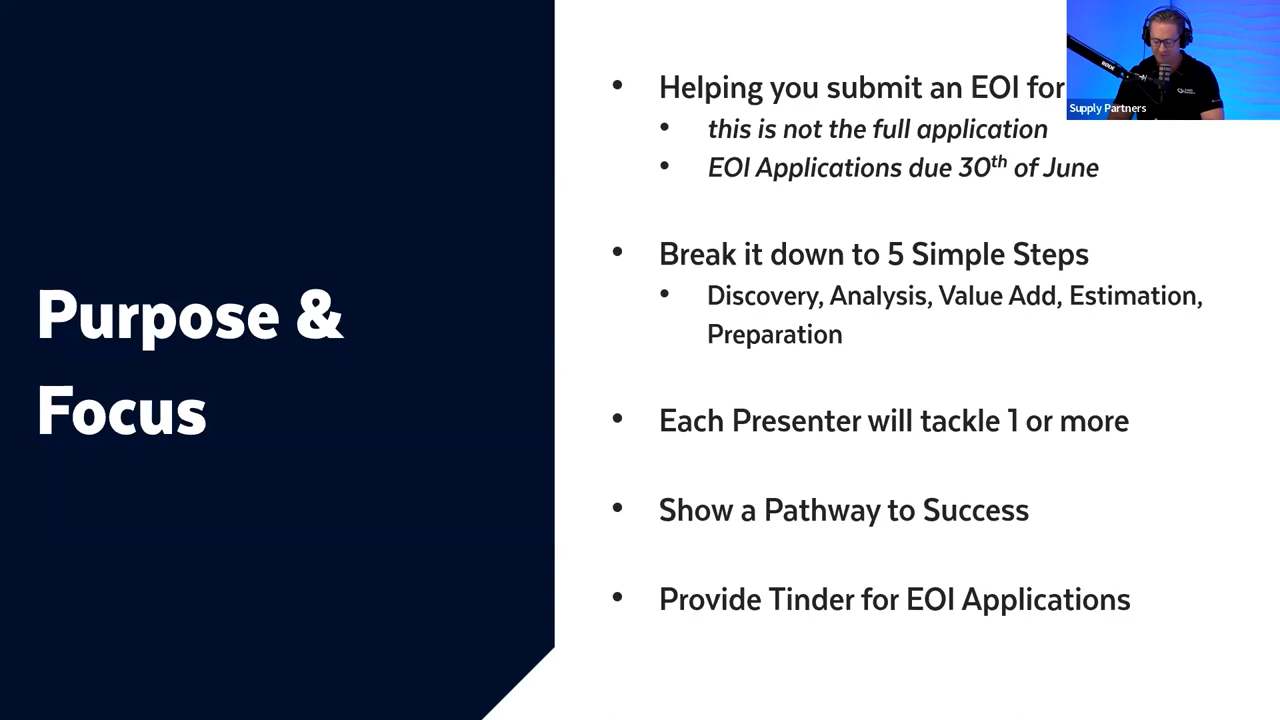 Purpose &
Focus
Helping you submit an EOI for
this is not the full application
EOI Applications due 30th of June
Break it down to 5 Simple Steps
Discovery, Analysis, Value Add, Estimation,
Preparation
Each Presenter will tackle 1 or more
Show a Pathway to Success
Provide Tinder for EOI Applications
RODE
Supply Partners